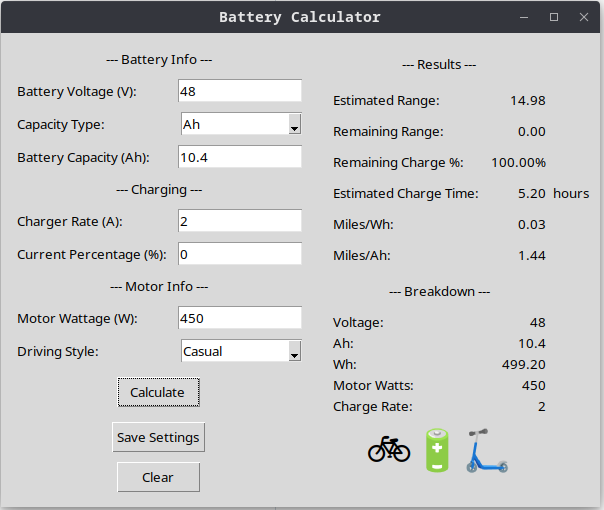 Battery Calculator
--- Battery Info ---
Battery Voltage (V): 48
Capacity Type: Ah
Battery Capacity (Ah): 10.4
--- Charging ---
Charger Rate (A): 2
Current Percentage (%): 0
--- Motor Info ---
Motor Wattage (W): 450
Driving Style: Casual
Calculate
Save Settings
Clear
--- Results ---
Estimated Range: 14.98
Remaining Range: 0.00
Remaining Charge %: 100.00%
Estimated Charge Time: 5.20 hours
Miles/Wh: 0.03
Miles/Ah: 1.44
--- Breakdown ---
Voltage: 48
Ah: 10.4
Wh: 499.20
Motor Watts: 450
Charge Rate: 2